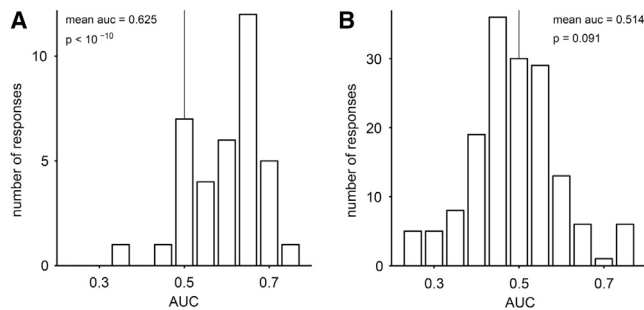 A
mean auc = 0.625
p < 10⁻¹⁰
number of responses
10
5
0
0.3 0.5 0.7
AUC
B
mean auc = 0.514
p = 0.091
number of responses
30
20
10
0
0.3 0.5 0.7
AUC